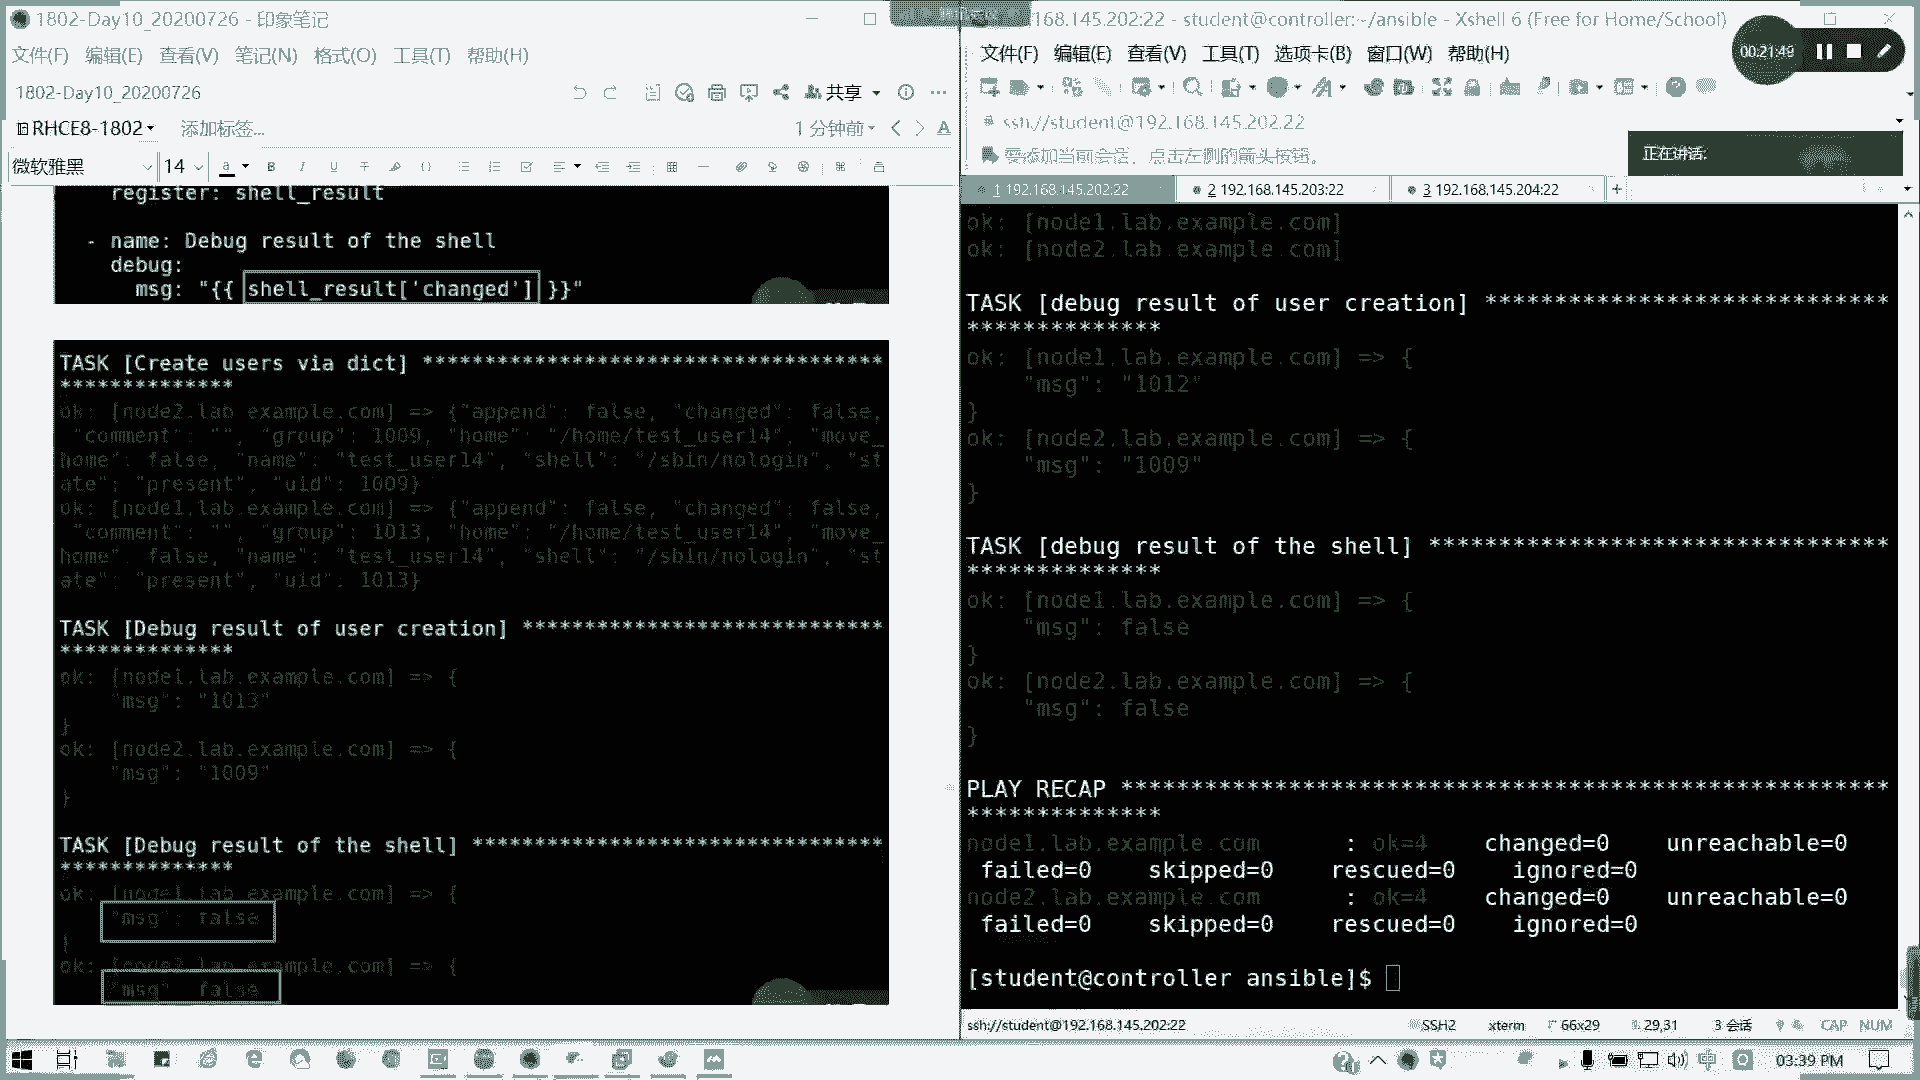 1802-Day10_20200726 - 印象笔记
文件(F) 编辑(E) 查看(V) 笔记(N) 格式(O) 工具(T) 帮助(H)
1802-Day10_20200726
共享
RHCE8-1802
添加标签...
1 分钟前
微软雅黑
14
register: shell_result
- name: Debug result of the shell
debug:
msg: "{{ shell_result['changed'] }}"
TASK [Create users via dict] *************************************
**************
ok: [node2.lab.example.com] => {"append": false, "changed": false,
"comment": "", "group": 1009, "home": "/home/test_user14", "move_
home": false, "name": "test_user14", "shell": "/sbin/nologin", "st
ate": "present", "uid": 1009}
ok: [node1.lab.example.com] => {"append": false, "changed": false,
"comment": "", "group": 1013, "home": "/home/test_user14", "move_
home": false, "name": "test_user14", "shell": "/sbin/nologin", "st
ate": "present", "uid": 1013}
TASK [Debug result of user creation] *****************************
**************
ok: [node1.lab.example.com] => {
"msg": "1013"
}
ok: [node2.lab.example.com] => {
"msg": "1009"
}
TASK [Debug result of the shell] *********************************
**************
ok: [node1.lab.example.com] => {
"msg": false
}
ok: [node2.lab.example.com] => {
"msg": false
168.145.202:22 - student@controller:~/ansible - Xshell 6 (Free for Home/School)
文件(F) 编辑(E) 查看(V) 工具(T) 选项卡(B) 窗口(W) 帮助(H)
00:21:49
ssh://student@192.168.145.202:22
要添加当前会话，点击左侧的箭头按钮。
正在讲话:
1 192.168.145.202:22
2 192.168.145.203:22
3 192.168.145.204:22
ok: [node1.lab.example.com]
ok: [node2.lab.example.com]
TASK [debug result of user creation] *****************************
**************
ok: [node1.lab.example.com] => {
"msg": "1012"
}
ok: [node2.lab.example.com] => {
"msg": "1009"
}
TASK [debug result of the shell] *********************************
**************
ok: [node1.lab.example.com] => {
"msg": false
}
ok: [node2.lab.example.com] => {
"msg": false
}
PLAY RECAP *******************************************************
**************
node1.lab.example.com : ok=4 changed=0 unreachable=0
failed=0 skipped=0 rescued=0 ignored=0
node2.lab.example.com : ok=4 changed=0 unreachable=0
failed=0 skipped=0 rescued=0 ignored=0
[student@controller ansible]$
ssh://student@192.168.145.202:22
SSH2 xterm 66x29 29,31 3 会话 CAP NUM
中
03:39 PM